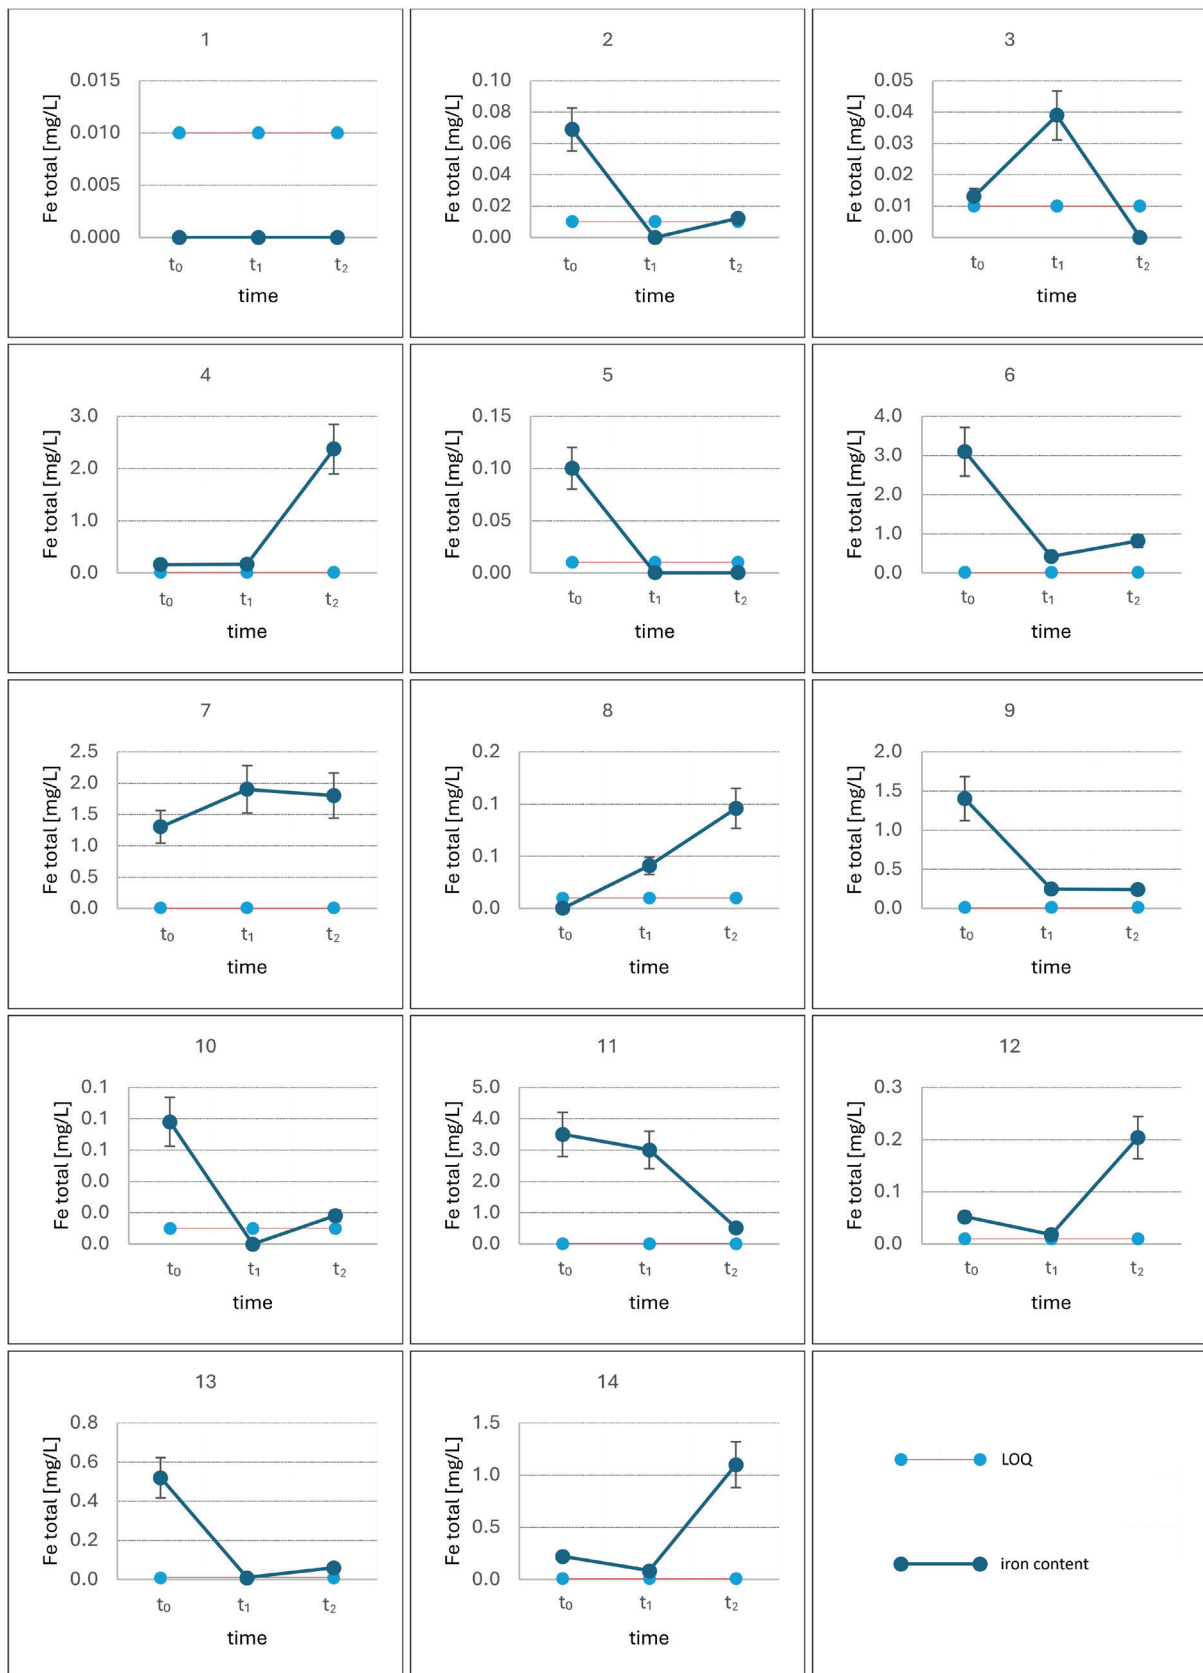 1
Fe total [mg/L]
0.015
0.010
0.005
0.000
t₀ t₁ t₂
time
2
Fe total [mg/L]
0.10
0.08
0.06
0.04
0.02
0.00
t₀ t₁ t₂
time
3
Fe total [mg/L]
0.05
0.04
0.03
0.02
0.01
0.00
t₀ t₁ t₂
time
4
Fe total [mg/L]
3.0
2.0
1.0
0.0
t₀ t₁ t₂
time
5
Fe total [mg/L]
0.15
0.10
0.05
0.00
t₀ t₁ t₂
time
6
Fe total [mg/L]
4.0
3.0
2.0
1.0
0.0
t₀ t₁ t₂
time
7
Fe total [mg/L]
2.5
2.0
1.5
1.0
0.5
0.0
t₀ t₁ t₂
time
8
Fe total [mg/L]
0.2
0.1
0.1
0.0
t₀ t₁ t₂
time
9
Fe total [mg/L]
2.0
1.5
1.0
0.5
0.0
t₀ t₁ t₂
time
10
Fe total [mg/L]
0.1
0.1
0.1
0.0
0.0
0.0
t₀ t₁ t₂
time
11
Fe total [mg/L]
5.0
4.0
3.0
2.0
1.0
0.0
t₀ t₁ t₂
time
12
Fe total [mg/L]
0.3
0.2
0.1
0.0
t₀ t₁ t₂
time
13
Fe total [mg/L]
0.8
0.6
0.4
0.2
0.0
t₀ t₁ t₂
time
14
Fe total [mg/L]
1.5
1.0
0.5
0.0
t₀ t₁ t₂
time
LOQ
iron content